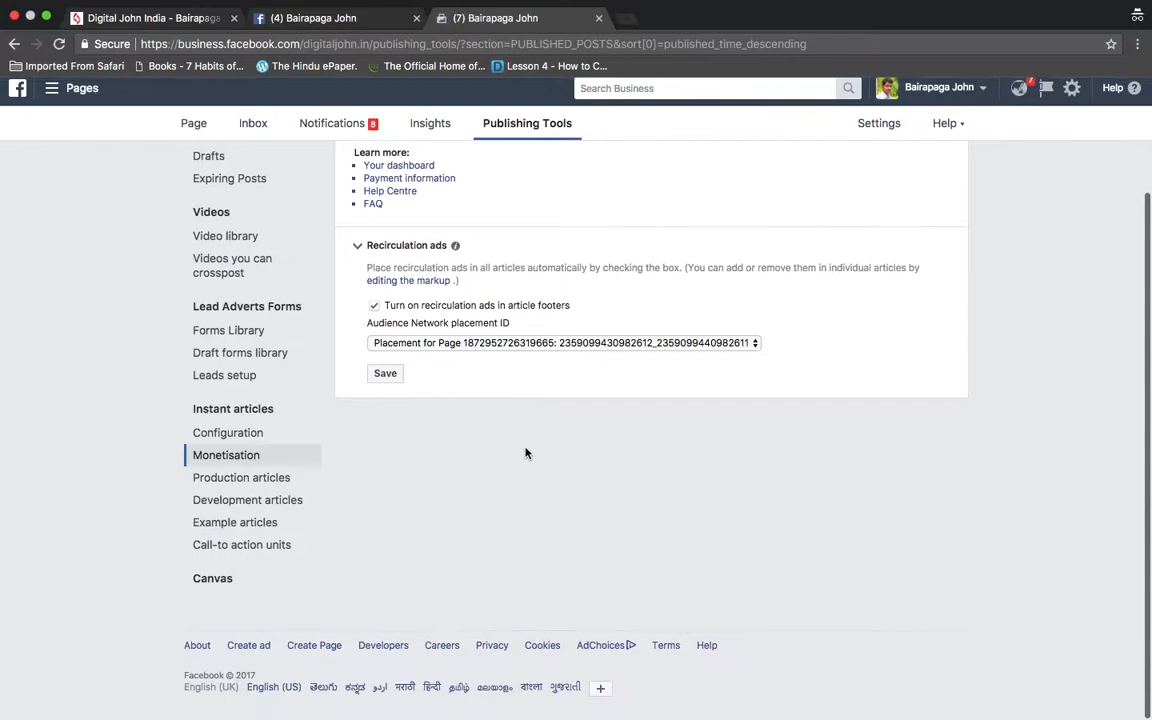 Digital John India - Bairapaga
(4) Bairapaga John
(7) Bairapaga John
Secure
https://business.facebook.com/digitaljohn.in/publishing_tools/?section=PUBLISHED_POSTS&sort[0]=published_time_descending
Imported From Safari
Books - 7 Habits of...
The Hindu ePaper.
The Official Home of...
Lesson 4 - How to C...
Pages
Search Business
Bairapaga John
7
Help
Page
Inbox
Notifications 8
Insights
Publishing Tools
Settings
Help
Drafts
Expiring Posts
Videos
Video library
Videos you can
crosspost
Lead Adverts Forms
Forms Library
Draft forms library
Leads setup
Instant articles
Configuration
Monetisation
Production articles
Development articles
Example articles
Call-to action units
Canvas
Learn more:
Your dashboard
Payment information
Help Centre
FAQ
Recirculation ads
Place recirculation ads in all articles automatically by checking the box. (You can add or remove them in individual articles by
editing the markup .)
Turn on recirculation ads in article footers
Audience Network placement ID
Placement for Page 1872952726319665: 2359099430982612_2359099440982611
Save
About Create ad Create Page Developers Careers Privacy Cookies AdChoices Terms Help
Facebook © 2017
English (UK) English (US) తెలుగు ಕನ್ನಡ اردو मराठी हिन्दी தமிழ் മലയാളം বাংলা ગુજરાતી +